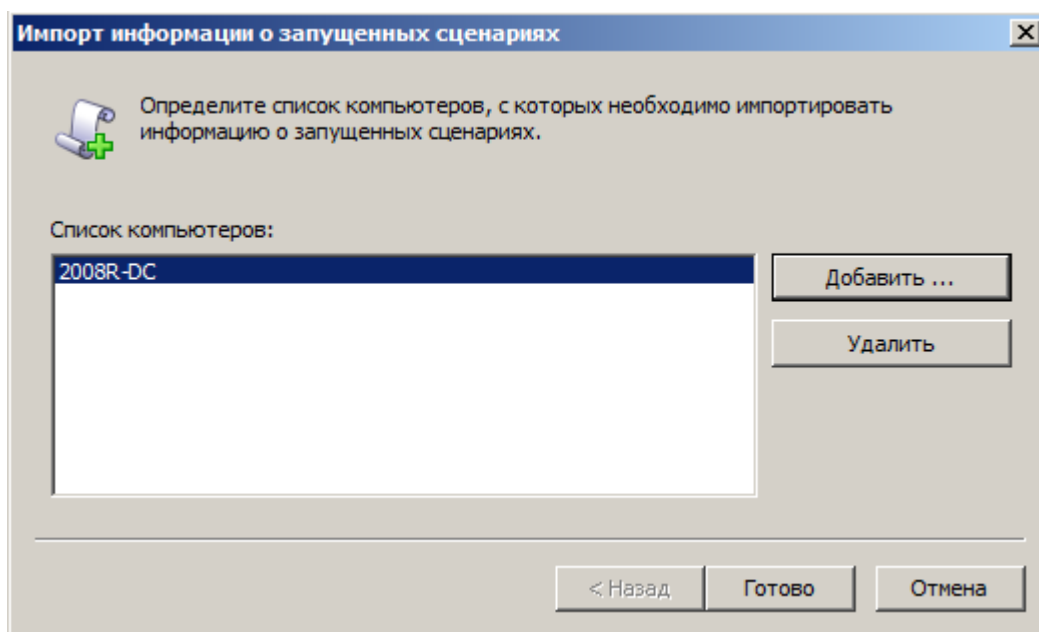 Импорт информации о запущенных сценариях
Определите список компьютеров, с которых необходимо импортировать
информацию о запущенных сценариях.
Список компьютеров:
2008R-DC
Добавить ...
Удалить
< Назад
Готово
Отмена